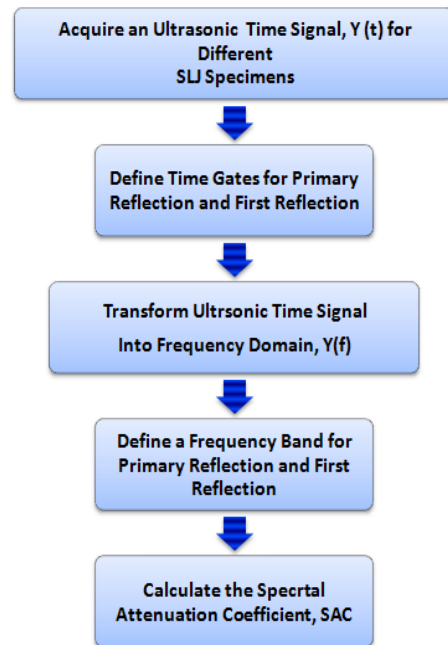 Acquire an Ultrasonic Time Signal, Y (t) for
Different
SLJ Specimens
Define Time Gates for Primary
Reflection and First Reflection
Transform Ultrsonic Time Signal
Into Frequency Domain, Y(f)
Define a Frequency Band for
Primary Reflection and First
Reflection
Calculate the Specrtal
Attenuation Coefficient, SAC